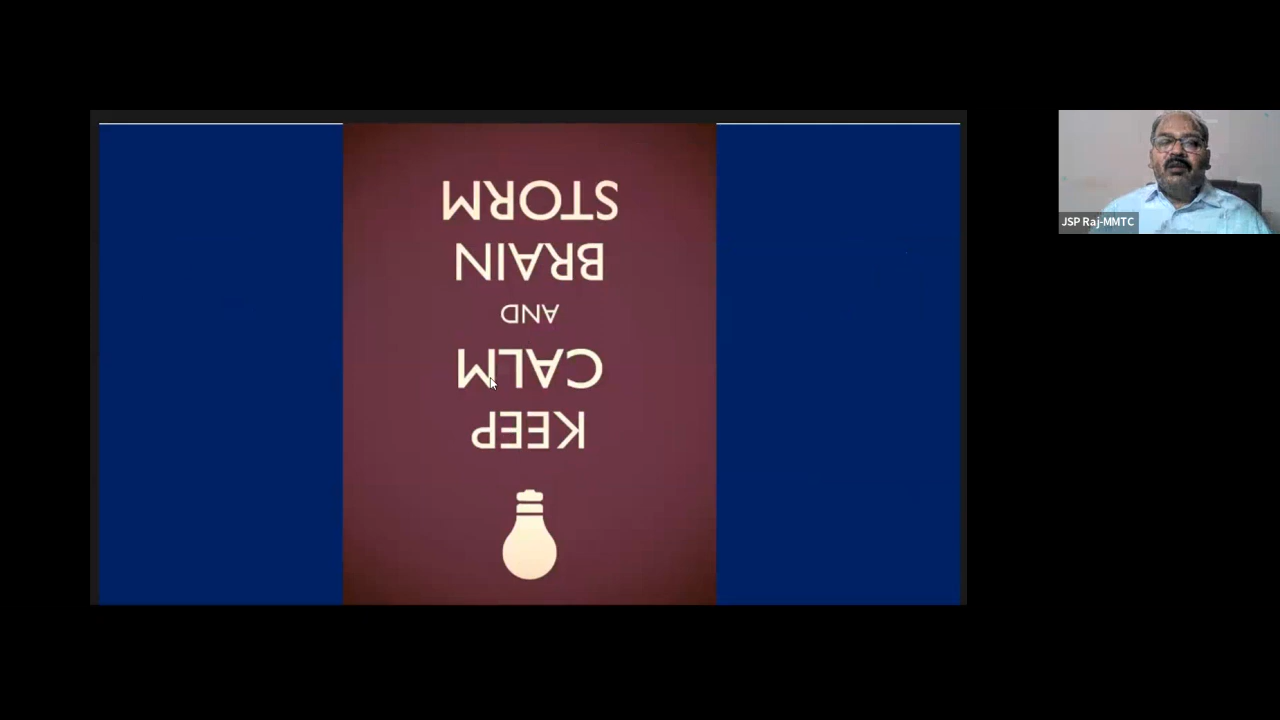 KEEP
CALM
AND
BRAIN
STORM
JSP Raj-MMTC